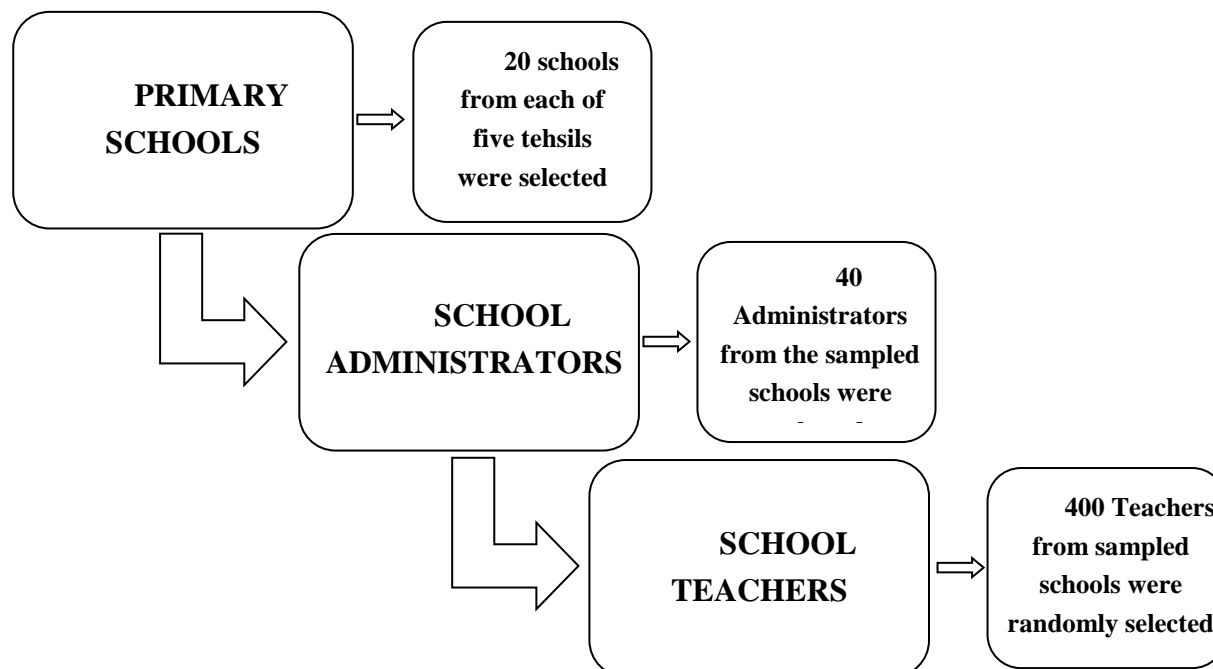 PRIMARY
SCHOOLS
20 schools
from each of
five tehsils
were selected
SCHOOL
ADMINISTRATORS
40
Administrators
from the sampled
schools were
SCHOOL
TEACHERS
400 Teachers
from sampled
schools were
randomly selected